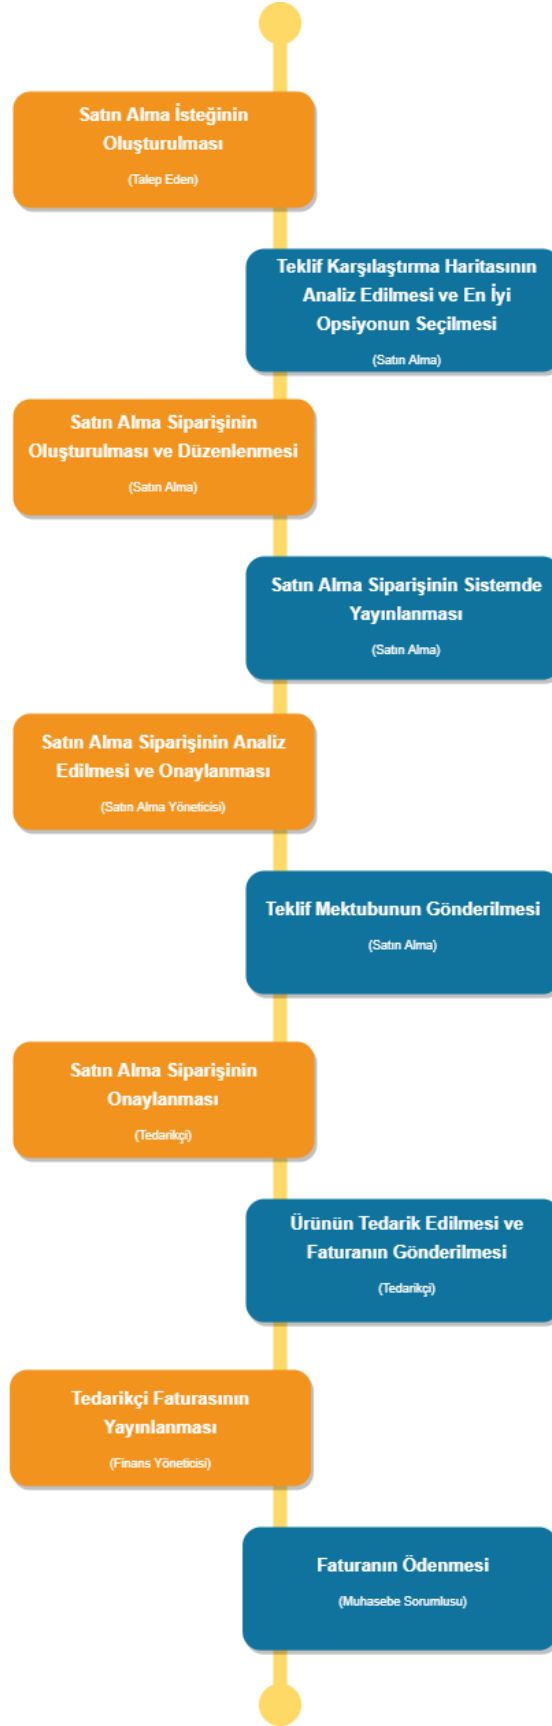 Satın Alma İsteğinin
Oluşturulması
(Talep Eden)
Teklif Karşılaştırma Haritasının
Analiz Edilmesi ve En İyi
Opsiyonun Seçilmesi
(Satın Alma)
Satın Alma Siparişinin
Oluşturulması ve Düzenlenmesi
(Satın Alma)
Satın Alma Siparişinin Sistemde
Yayınlanması
(Satın Alma)
Satın Alma Siparişinin Analiz
Edilmesi ve Onaylanması
(Satın Alma Yöneticisi)
Teklif Mektubunun Gönderilmesi
(Satın Alma)
Satın Alma Siparişinin
Onaylanması
(Tedarikçi)
Ürünün Tedarik Edilmesi ve
Faturanın Gönderilmesi
(Tedarikçi)
Tedarikçi Faturasının
Yayınlanması
(Finans Yöneticisi)
Faturanın Ödenmesi
(Muhasebe Sorumlusu)